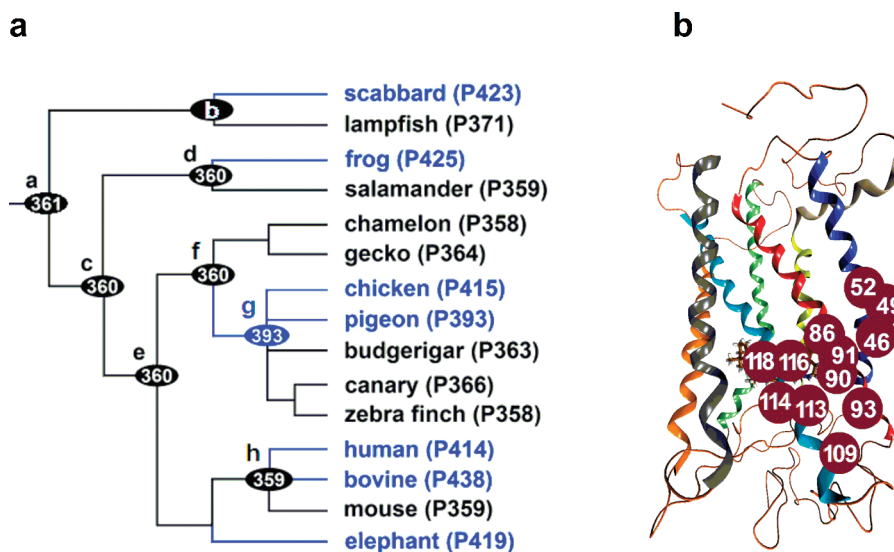 a
b
scabbard (P423)
b
lampfish (P371)
d
frog (P425)
360
salamander (P359)
a
361
chamelon (P358)
f
gecko (P364)
c
360
360
chicken (P415)
g
pigeon (P393)
393
e
budgerigar (P363)
360
canary (P366)
zebra finch (P358)
h
human (P414)
359
bovine (P438)
mouse (P359)
elephant (P419)
52
49
86
46
91
118
116
90
114
113
93
109